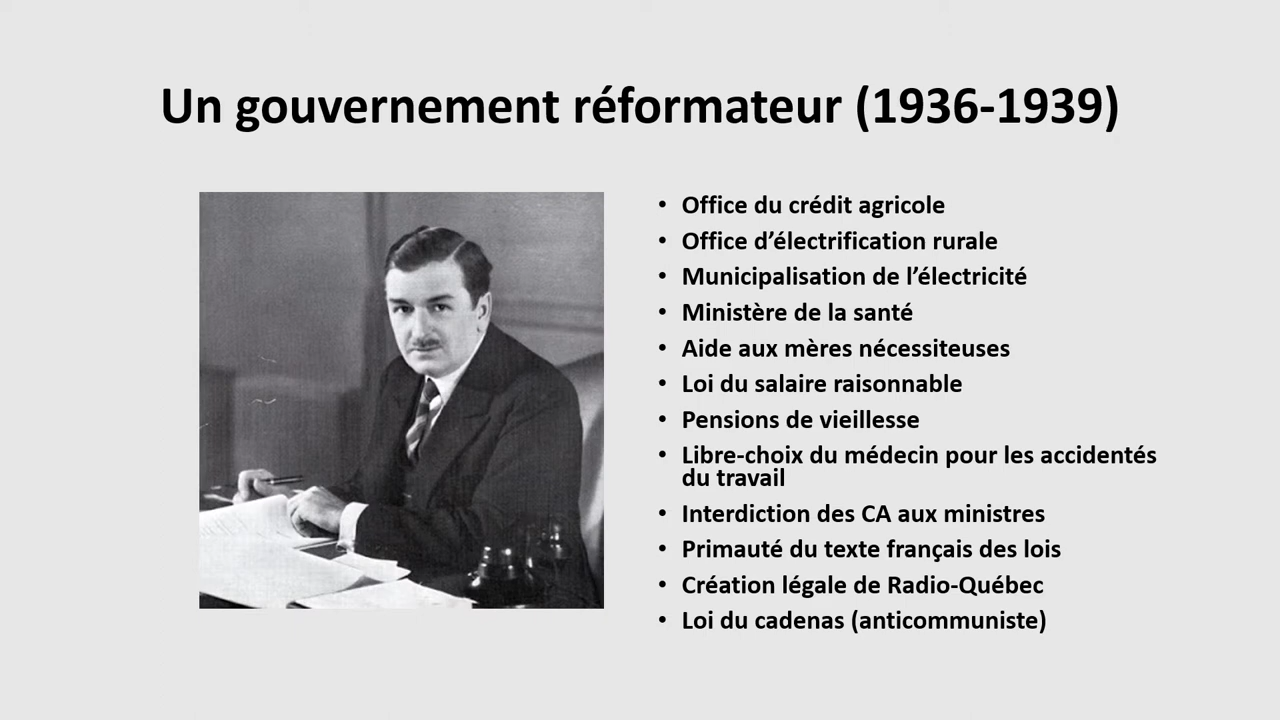 Un gouvernement réformateur (1936-1939)
• Office du crédit agricole
• Office d’électrification rurale
• Municipalisation de l’électricité
• Ministère de la santé
• Aide aux mères nécessiteuses
• Loi du salaire raisonnable
• Pensions de vieillesse
• Libre-choix du médecin pour les accidentés
du travail
• Interdiction des CA aux ministres
• Primauté du texte français des lois
• Création légale de Radio-Québec
• Loi du cadenas (anticommuniste)